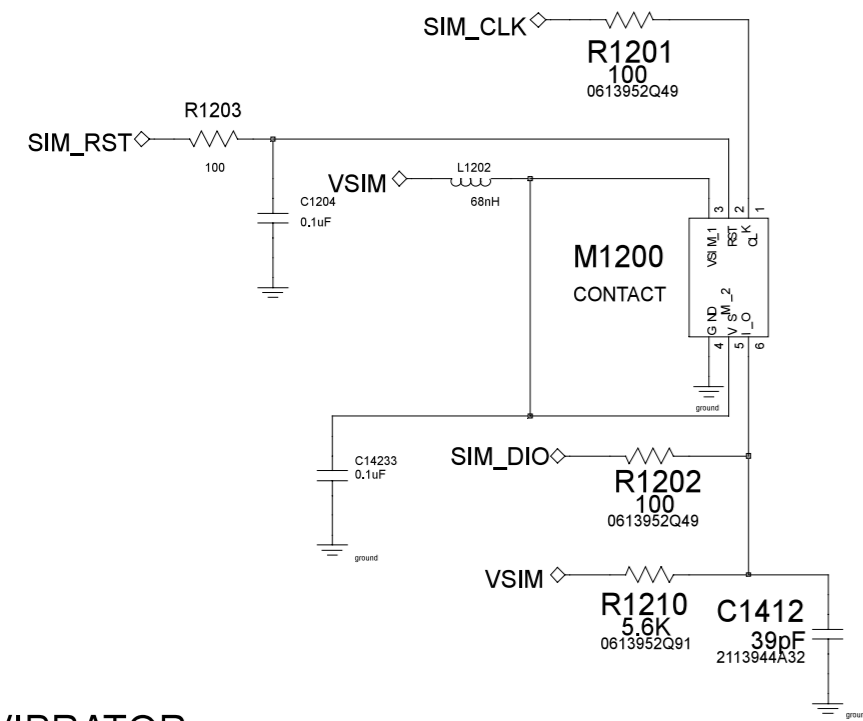 SIM_CLK
R1201
100
0613952Q49
R1203
SIM_RST
100
L1202
VSIM
68nH
C1204
0.1uF
3
2
1
VSIM_1
RST
CLK
M1200
CONTACT
GND
VSIM_2
I_O
4
5
6
ground
C14233
0.1uF
ground
SIM_DIO
R1202
100
0613952Q49
VSIM
R1210
5.6K
0613952Q91
C1412
39pF
2113944A32